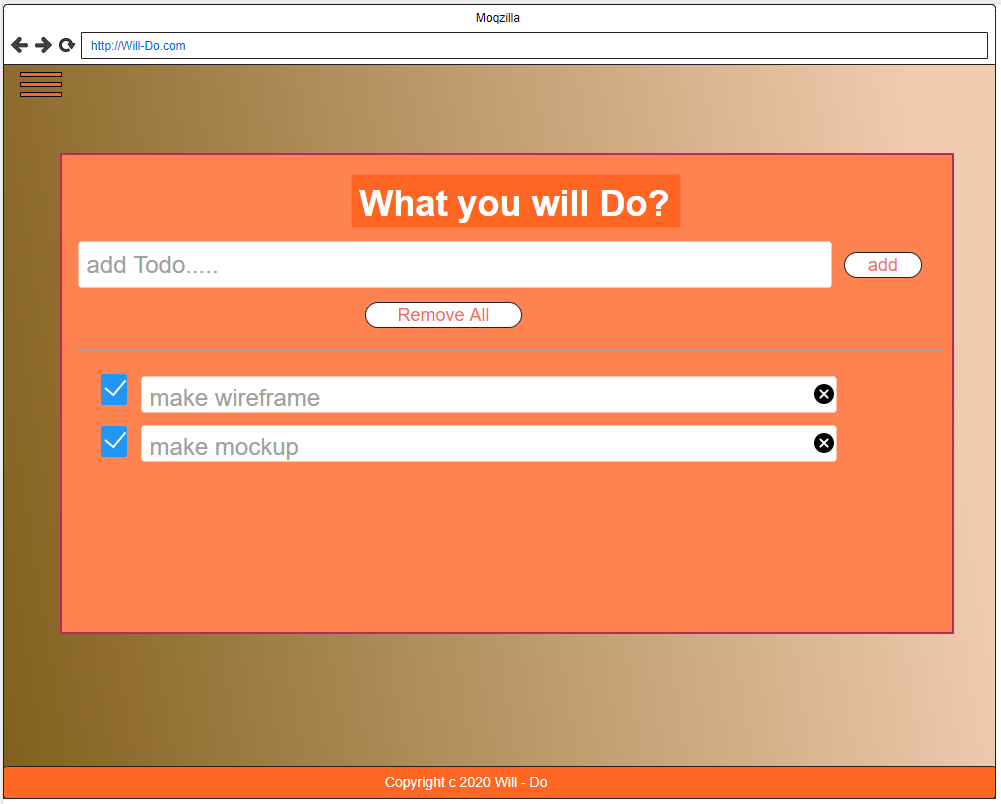 Moqzilla
http://Will-Do.com
What you will Do?
add Todo.....
add
Remove All
make wireframe
make mockup
Copyright c 2020 Will - Do